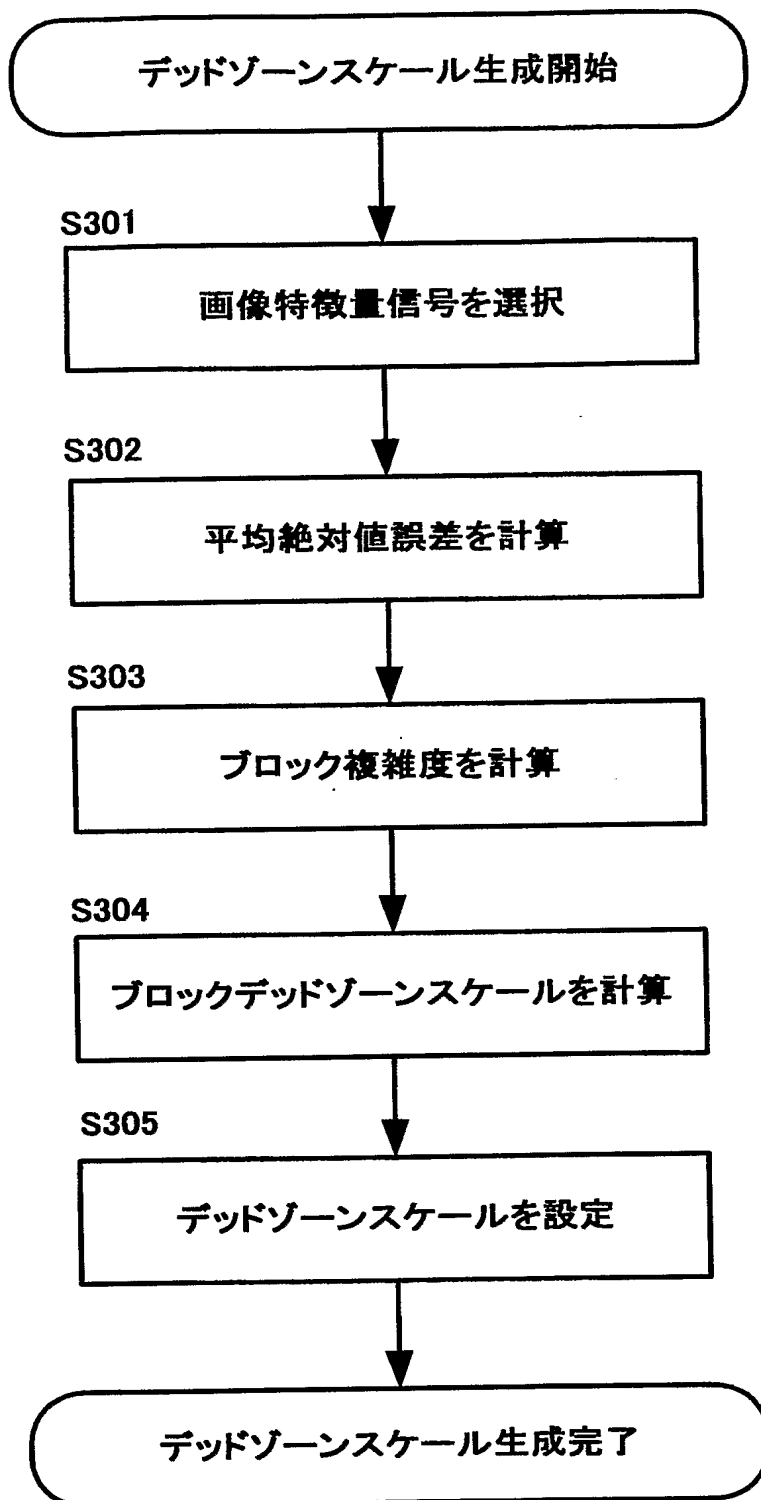 デッドゾーンスケール生成開始
S301
画像特徴量信号を選択
S302
平均絶対値誤差を計算
S303
ブロック複雑度を計算
S304
ブロックデッドゾーンスケールを計算
S305
デッドゾーンスケールを設定
デッドゾーンスケール生成完了